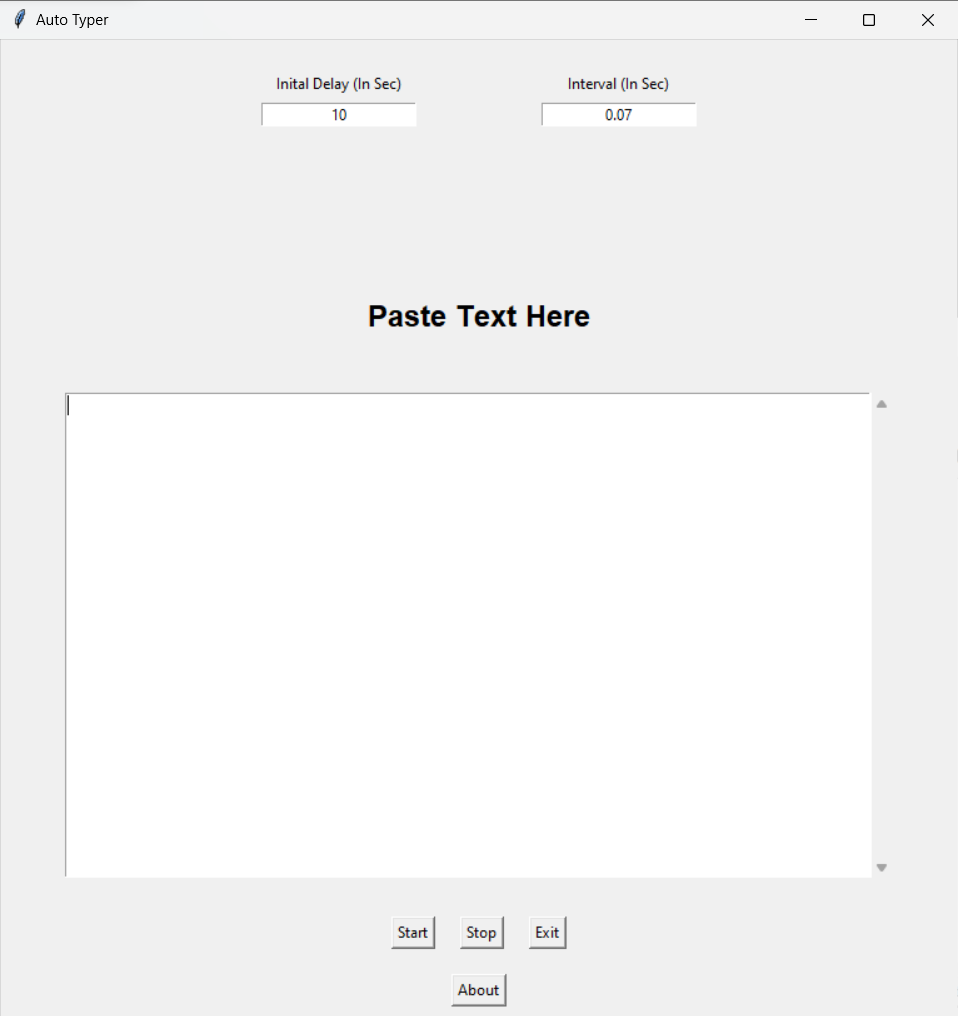 Auto Typer
Inital Delay (In Sec) Interval (In Sec)
10 0.07
Paste Text Here
Start Stop Exit
About